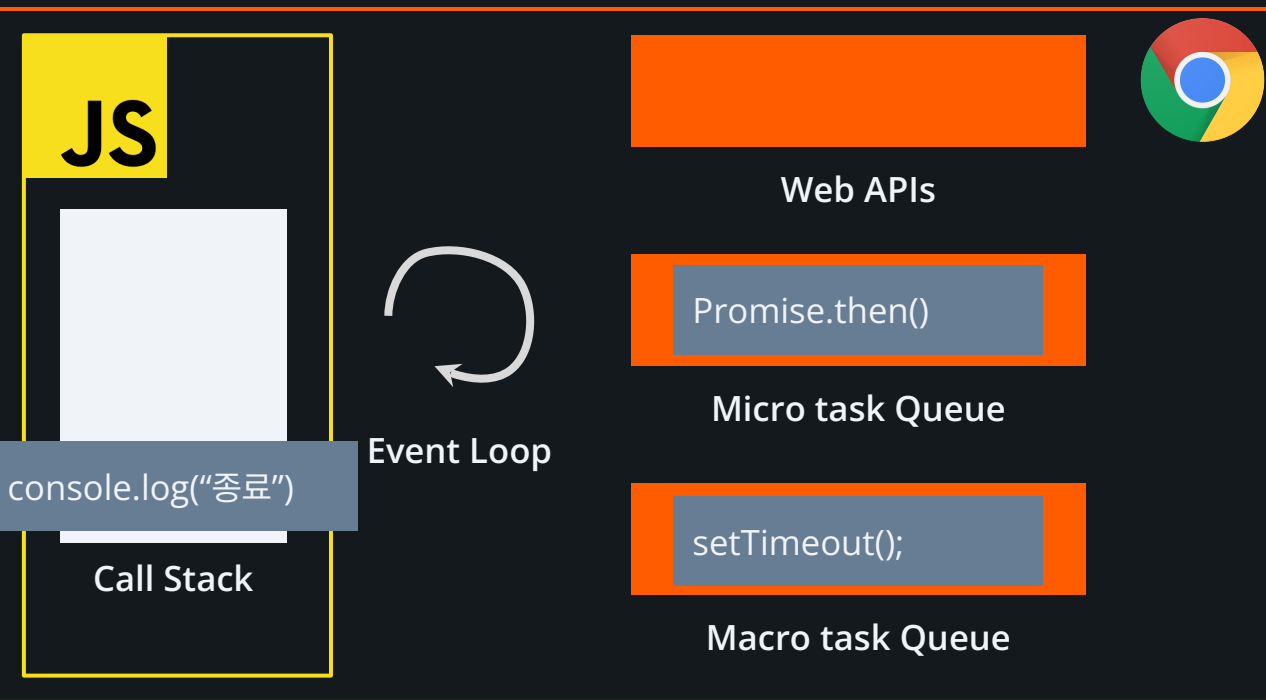 JS
console.log(“종료”)
Call Stack
Event Loop
Web APIs
Promise.then()
Micro task Queue
setTimeout();
Macro task Queue